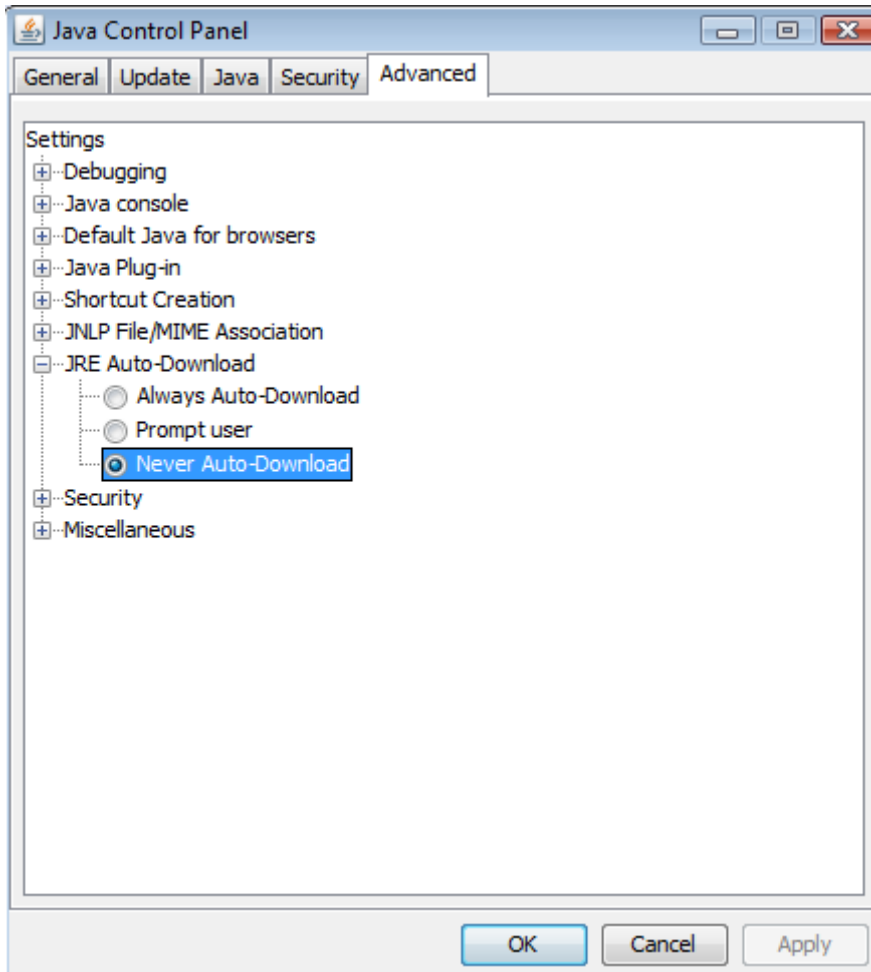 Java Control Panel
General Update Java Security Advanced
Settings
Debugging
Java console
Default Java for browsers
Java Plug-in
Shortcut Creation
JNLP File/MIME Association
JRE Auto-Download
Always Auto-Download
Prompt user
Never Auto-Download
Security
Miscellaneous
OK Cancel Apply